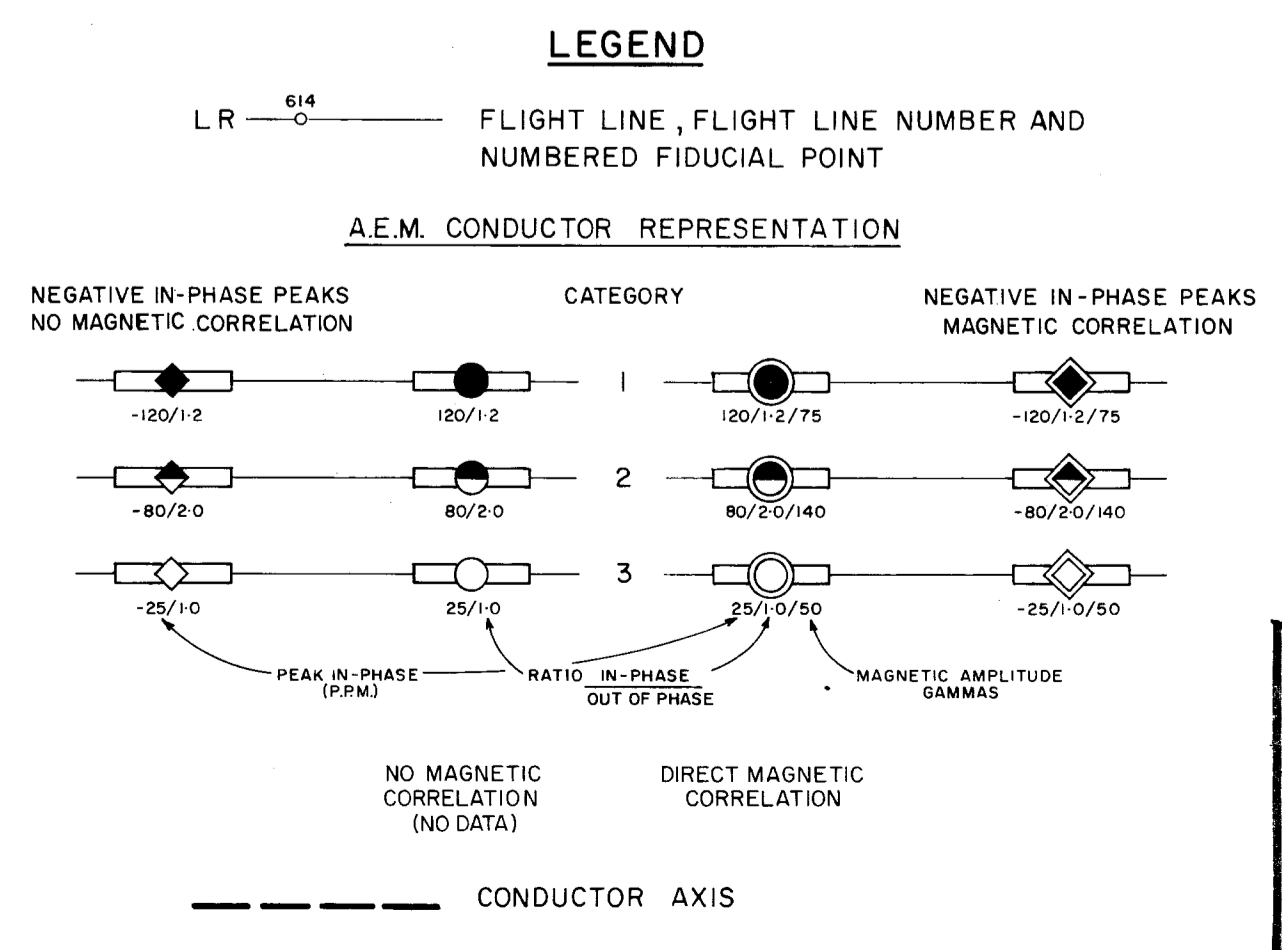 LEGEND
614
LR
FLIGHT LINE, FLIGHT LINE NUMBER AND
NUMBERED FIDUCIAL POINT
A.E.M. CONDUCTOR REPRESENTATION
NEGATIVE IN-PHASE PEAKS
NO MAGNETIC CORRELATION
CATEGORY
NEGATIVE IN-PHASE PEAKS
MAGNETIC CORRELATION
1
-120/1·2
120/1·2
120/1·2/75
-120/1·2/75
2
-80/2·0
80/2·0
80/2·0/140
-80/2·0/140
3
-25/1·0
25/1·0
25/1·0/50
-25/1·0/50
PEAK IN-PHASE
(P.P.M.)
RATIO IN-PHASE
OUT OF PHASE
MAGNETIC AMPLITUDE
GAMMAS
NO MAGNETIC
CORRELATION
(NO DATA)
DIRECT MAGNETIC
CORRELATION
CONDUCTOR AXIS